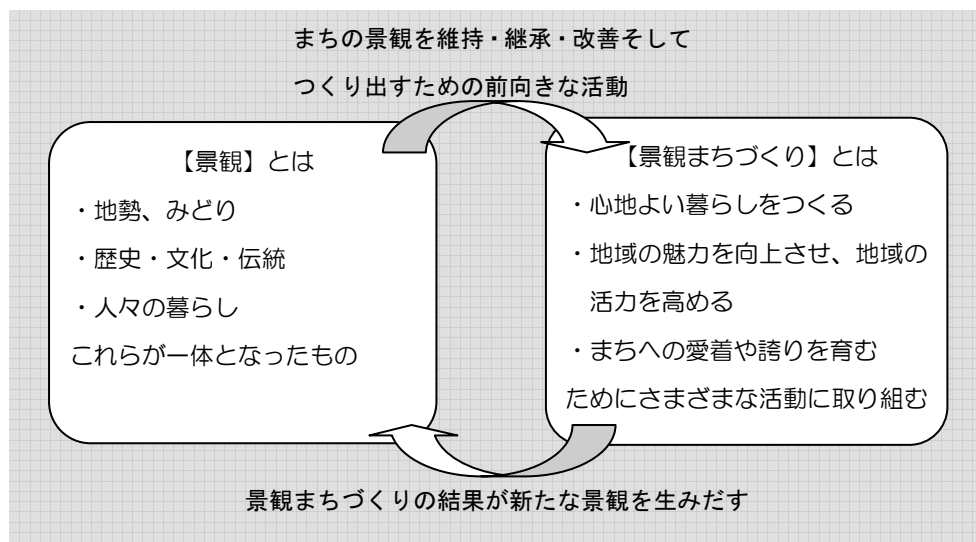 まちの景観を維持・継承・改善そして
つくり出すための前向きな活動
【景観】とは
・地勢、みどり
・歴史・文化・伝統
・人々の暮らし
これらが一体となったもの
【景観まちづくり】とは
・心地よい暮らしをつくる
・地域の魅力を向上させ、地域の
活力を高める
・まちへの愛着や誇りを育む
ためにさまざまな活動に取り組む
景観まちづくりの結果が新たな景観を生みだす